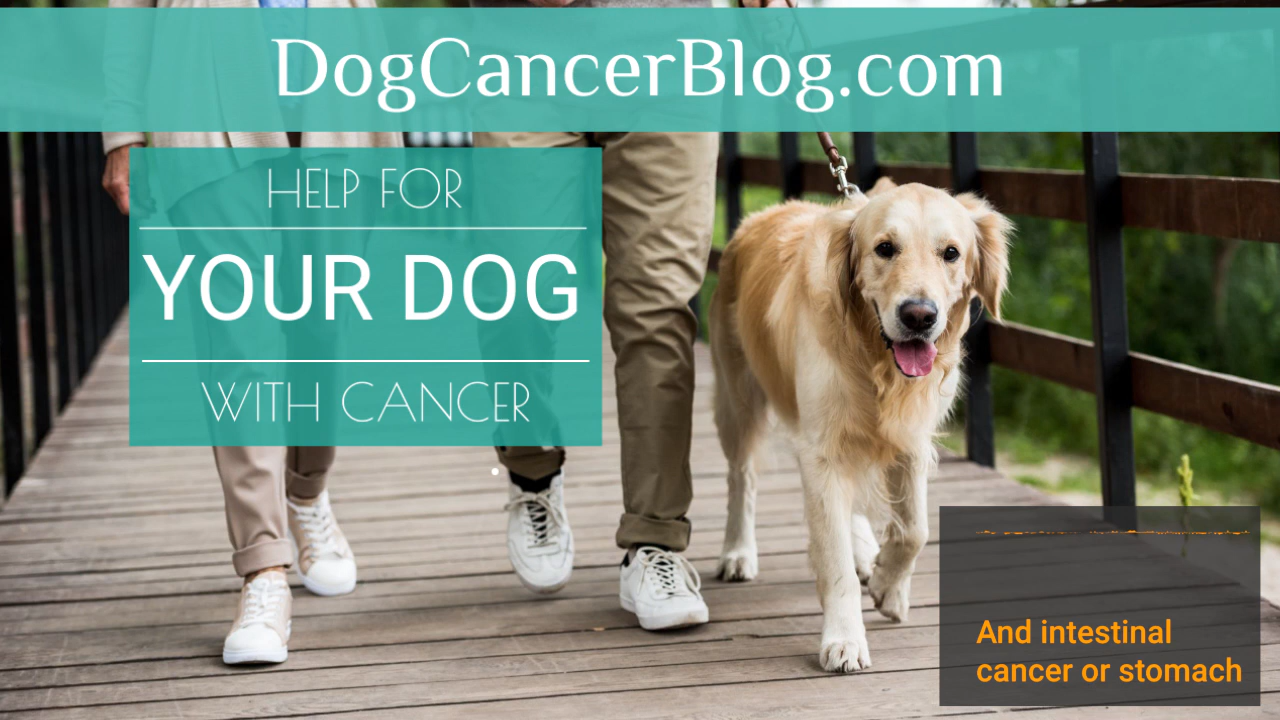 DogCancerBlog.com
HELP FOR
YOUR DOG
WITH CANCER
And intestinal
cancer or stomach